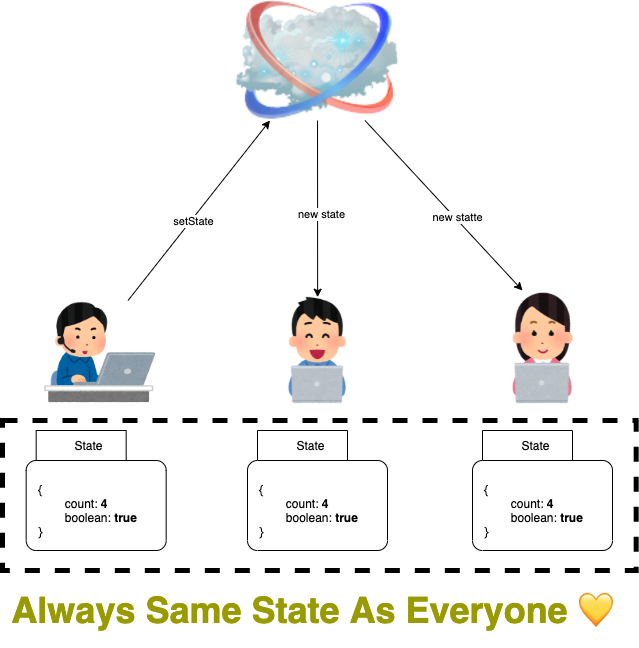 setState
new state
new statte
State
{
count: 4
boolean: true
}
State
{
count: 4
boolean: true
}
State
{
count: 4
boolean: true
}
Always Same State As Everyone 💛